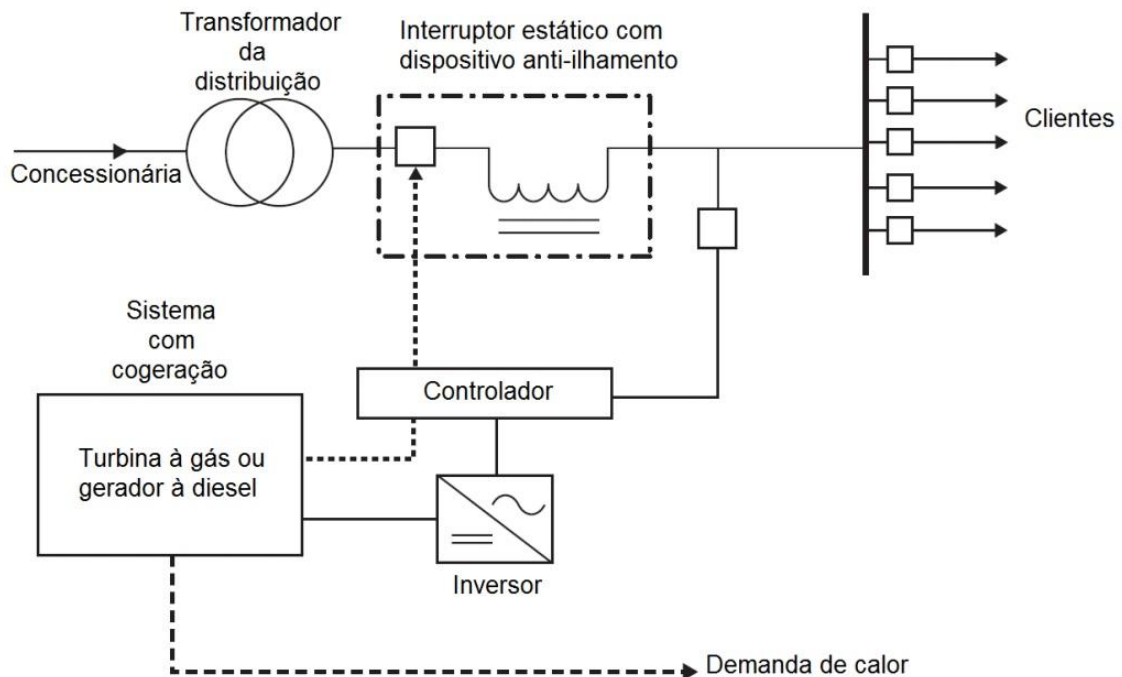 Transformador
da
distribuição
Interruptor estático com
dispositivo anti-ilhamento
Clientes
Concessionária
Sistema
com
cogeração
Controlador
Turbina à gás ou
gerador à diesel
Inversor
Demanda de calor